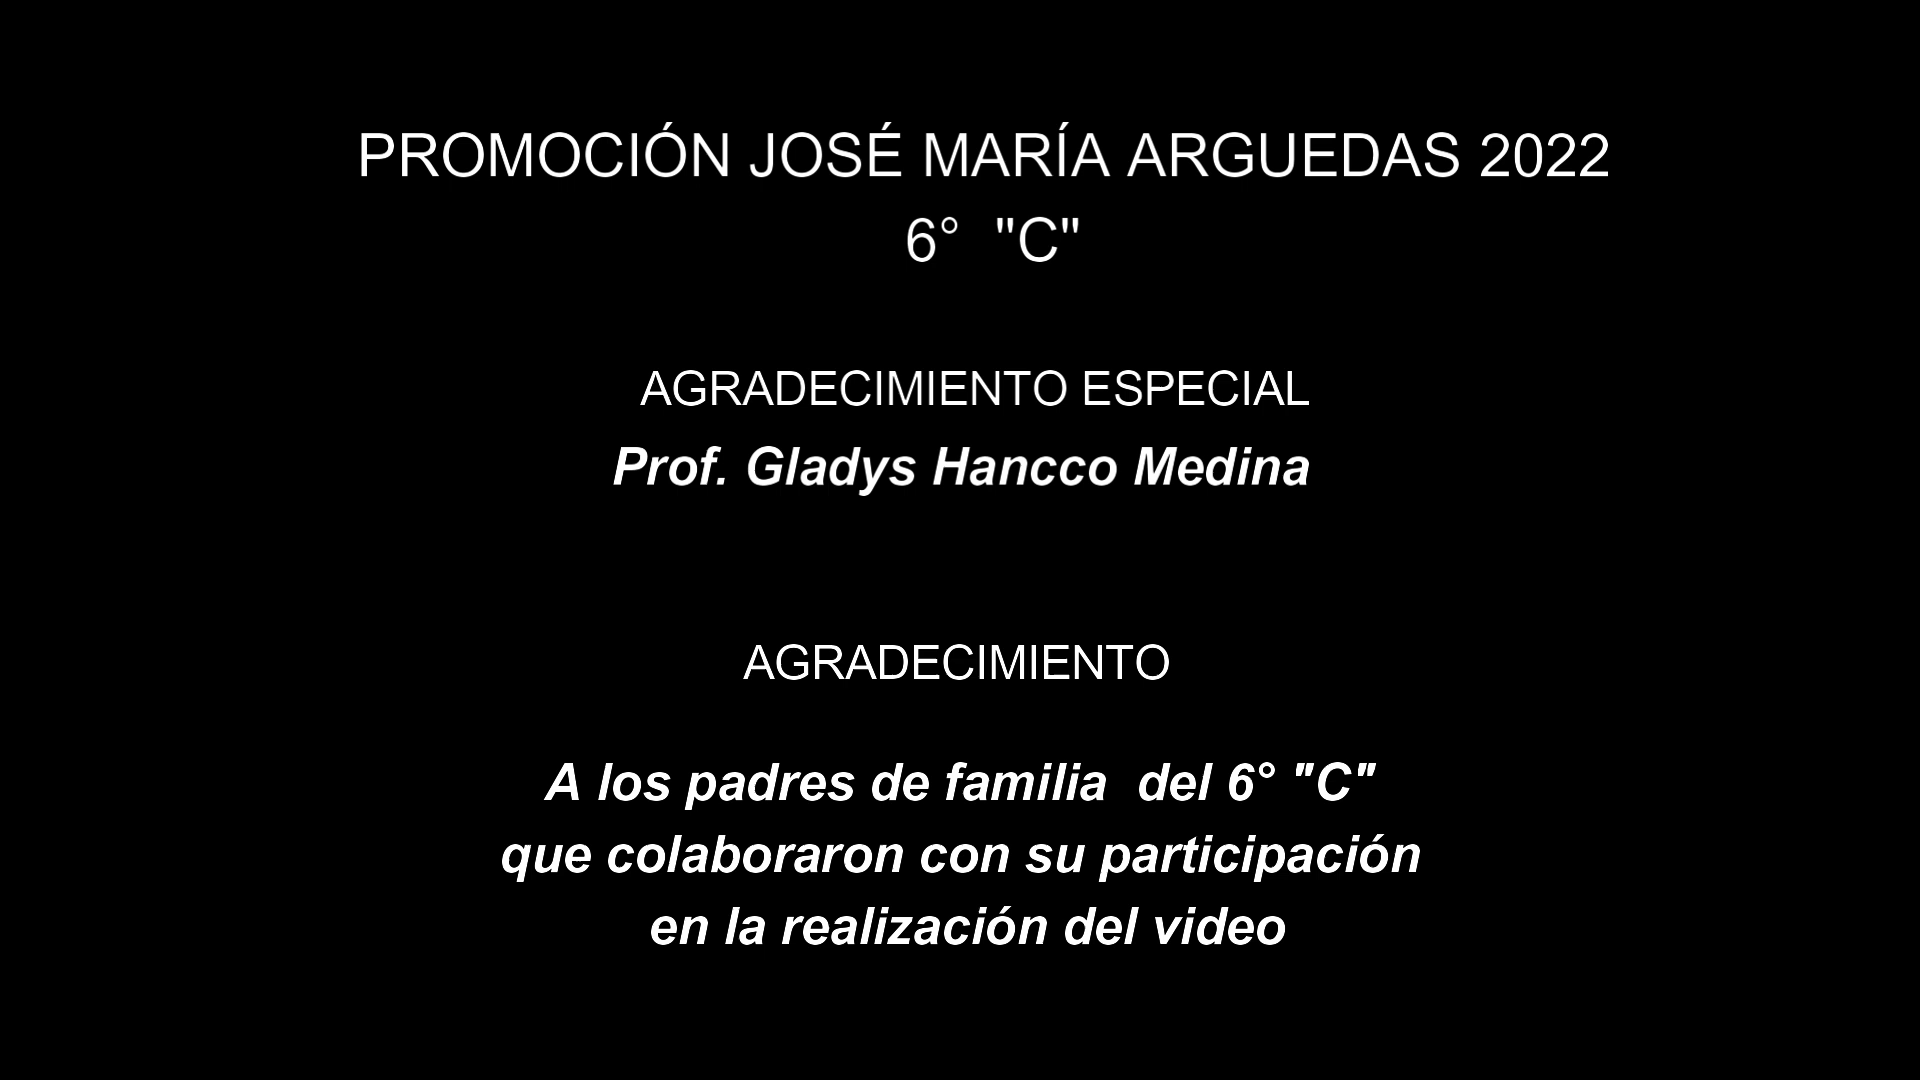 PROMOCIÓN JOSÉ MARÍA ARGUEDAS 2022
6° "C"
AGRADECIMIENTO ESPECIAL
Prof. Gladys Hancco Medina
AGRADECIMIENTO
A los padres de familia del 6° "C"
que colaboraron con su participación
en la realización del video